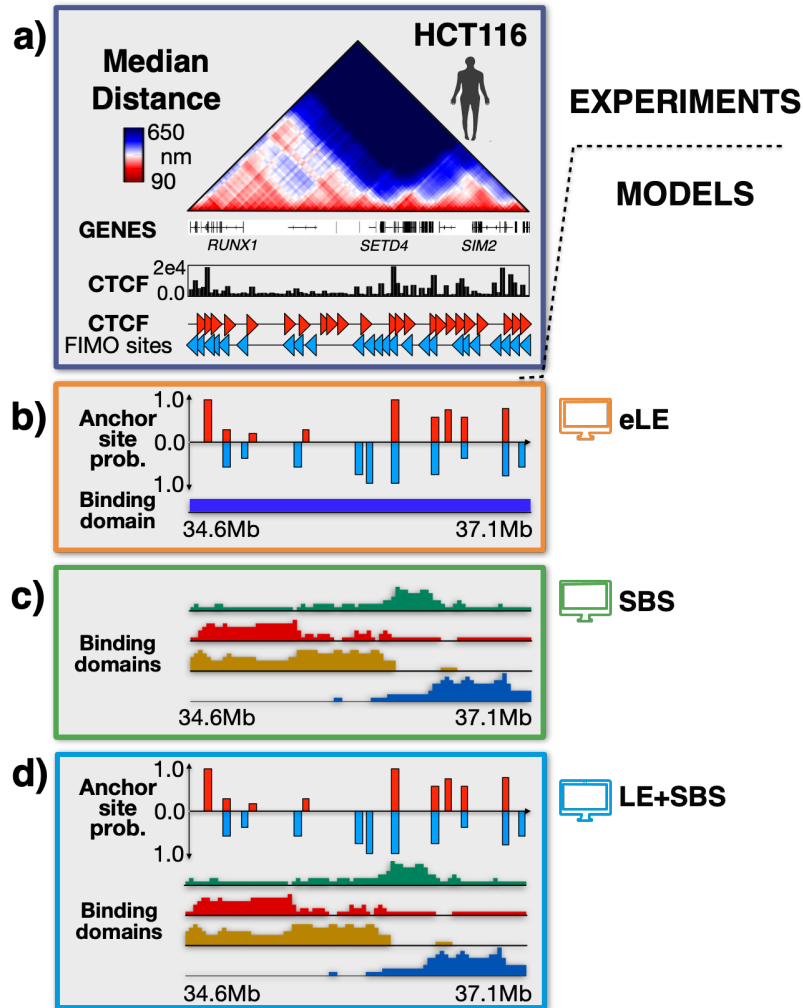 a)
HCT116
Median
Distance
650
nm
90
EXPERIMENTS
MODELS
GENES
RUNX1 SETD4 SIM2
2e4
CTCF
0.0
CTCF
FIMO sites
b)
1.0
Anchor
site
0.0
prob.
1.0
Binding
domain
34.6Mb 37.1Mb
eLE
c)
Binding
domains
34.6Mb 37.1Mb
SBS
d)
1.0
Anchor
site
0.0
prob.
1.0
Binding
domains
34.6Mb 37.1Mb
LE+SBS